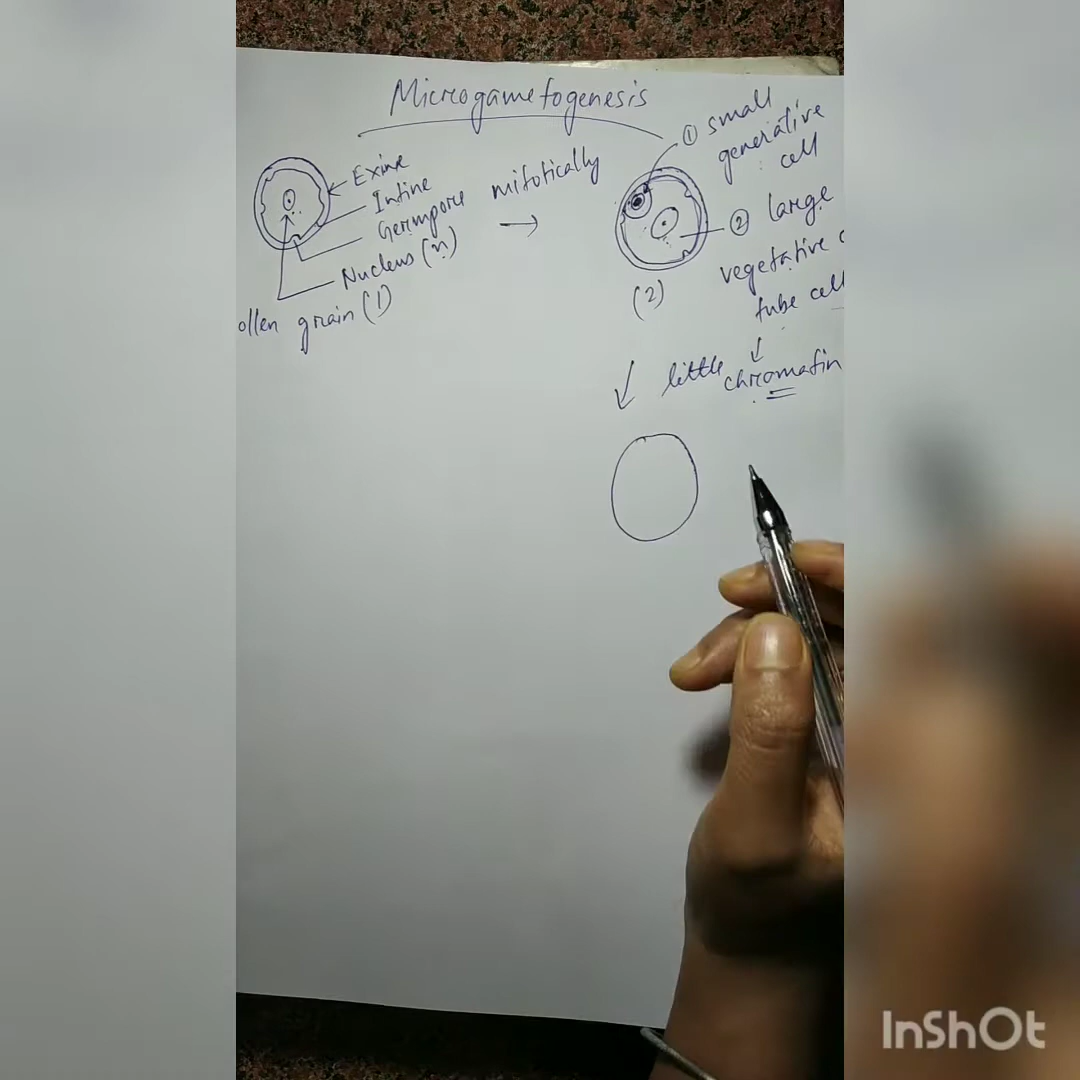 Microgametogenesis
Exine
Intine
Germpore
Nucleus (n)
ollen grain (1)
mitotically
① small
generative
cell
② large
vegetative
tube cell
(2)
little chromatin
InShOt